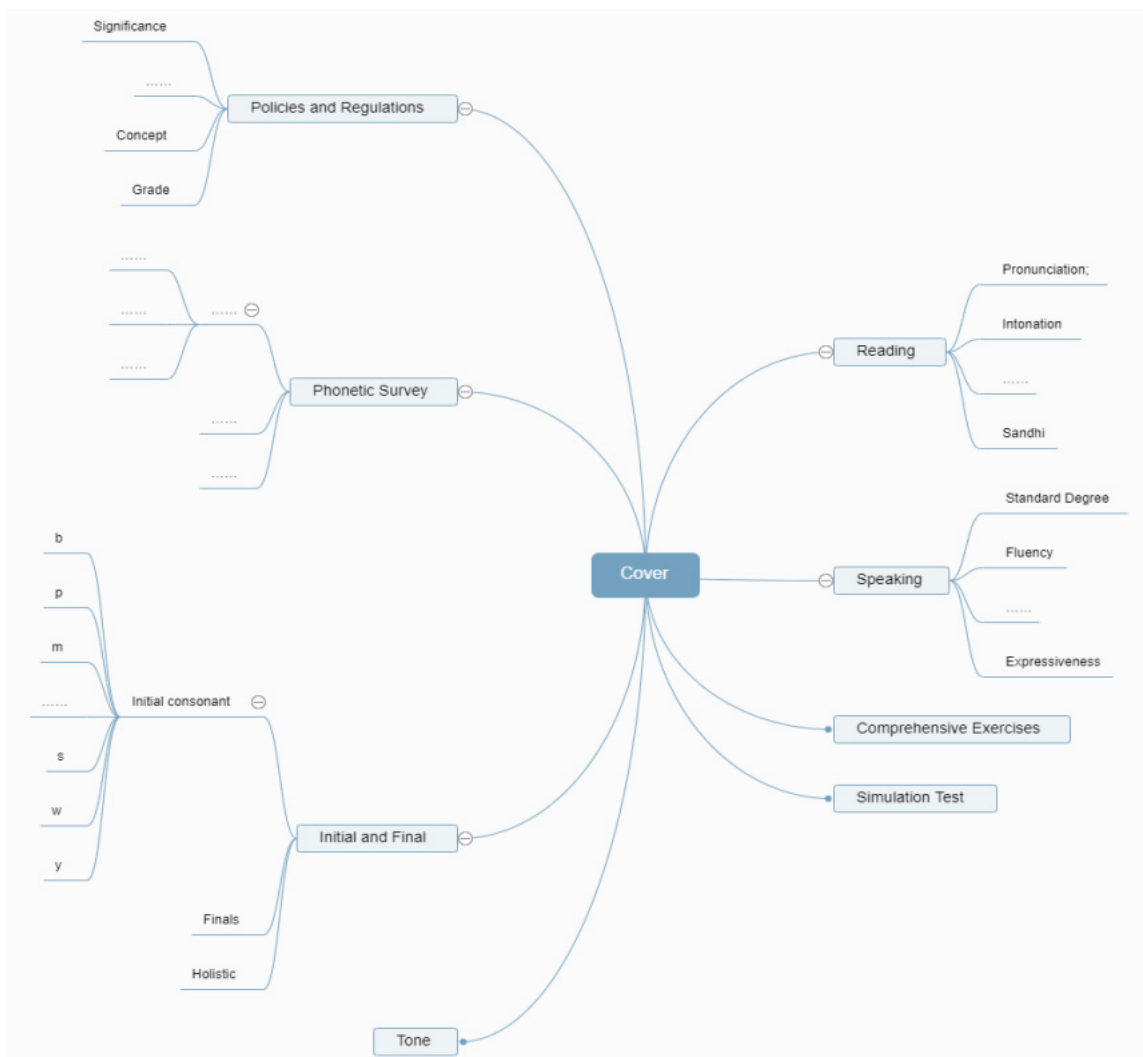 Significance
……
Policies and Regulations
Concept
Grade
……
……
……
……
Phonetic Survey
……
……
b
p
m
……
Initial consonant
s
w
y
Initial and Final
Finals
Holistic
Tone
Cover
Pronunciation;
Intonation
Reading
……
Sandhi
Standard Degree
Fluency
Speaking
……
Expressiveness
Comprehensive Exercises
Simulation Test